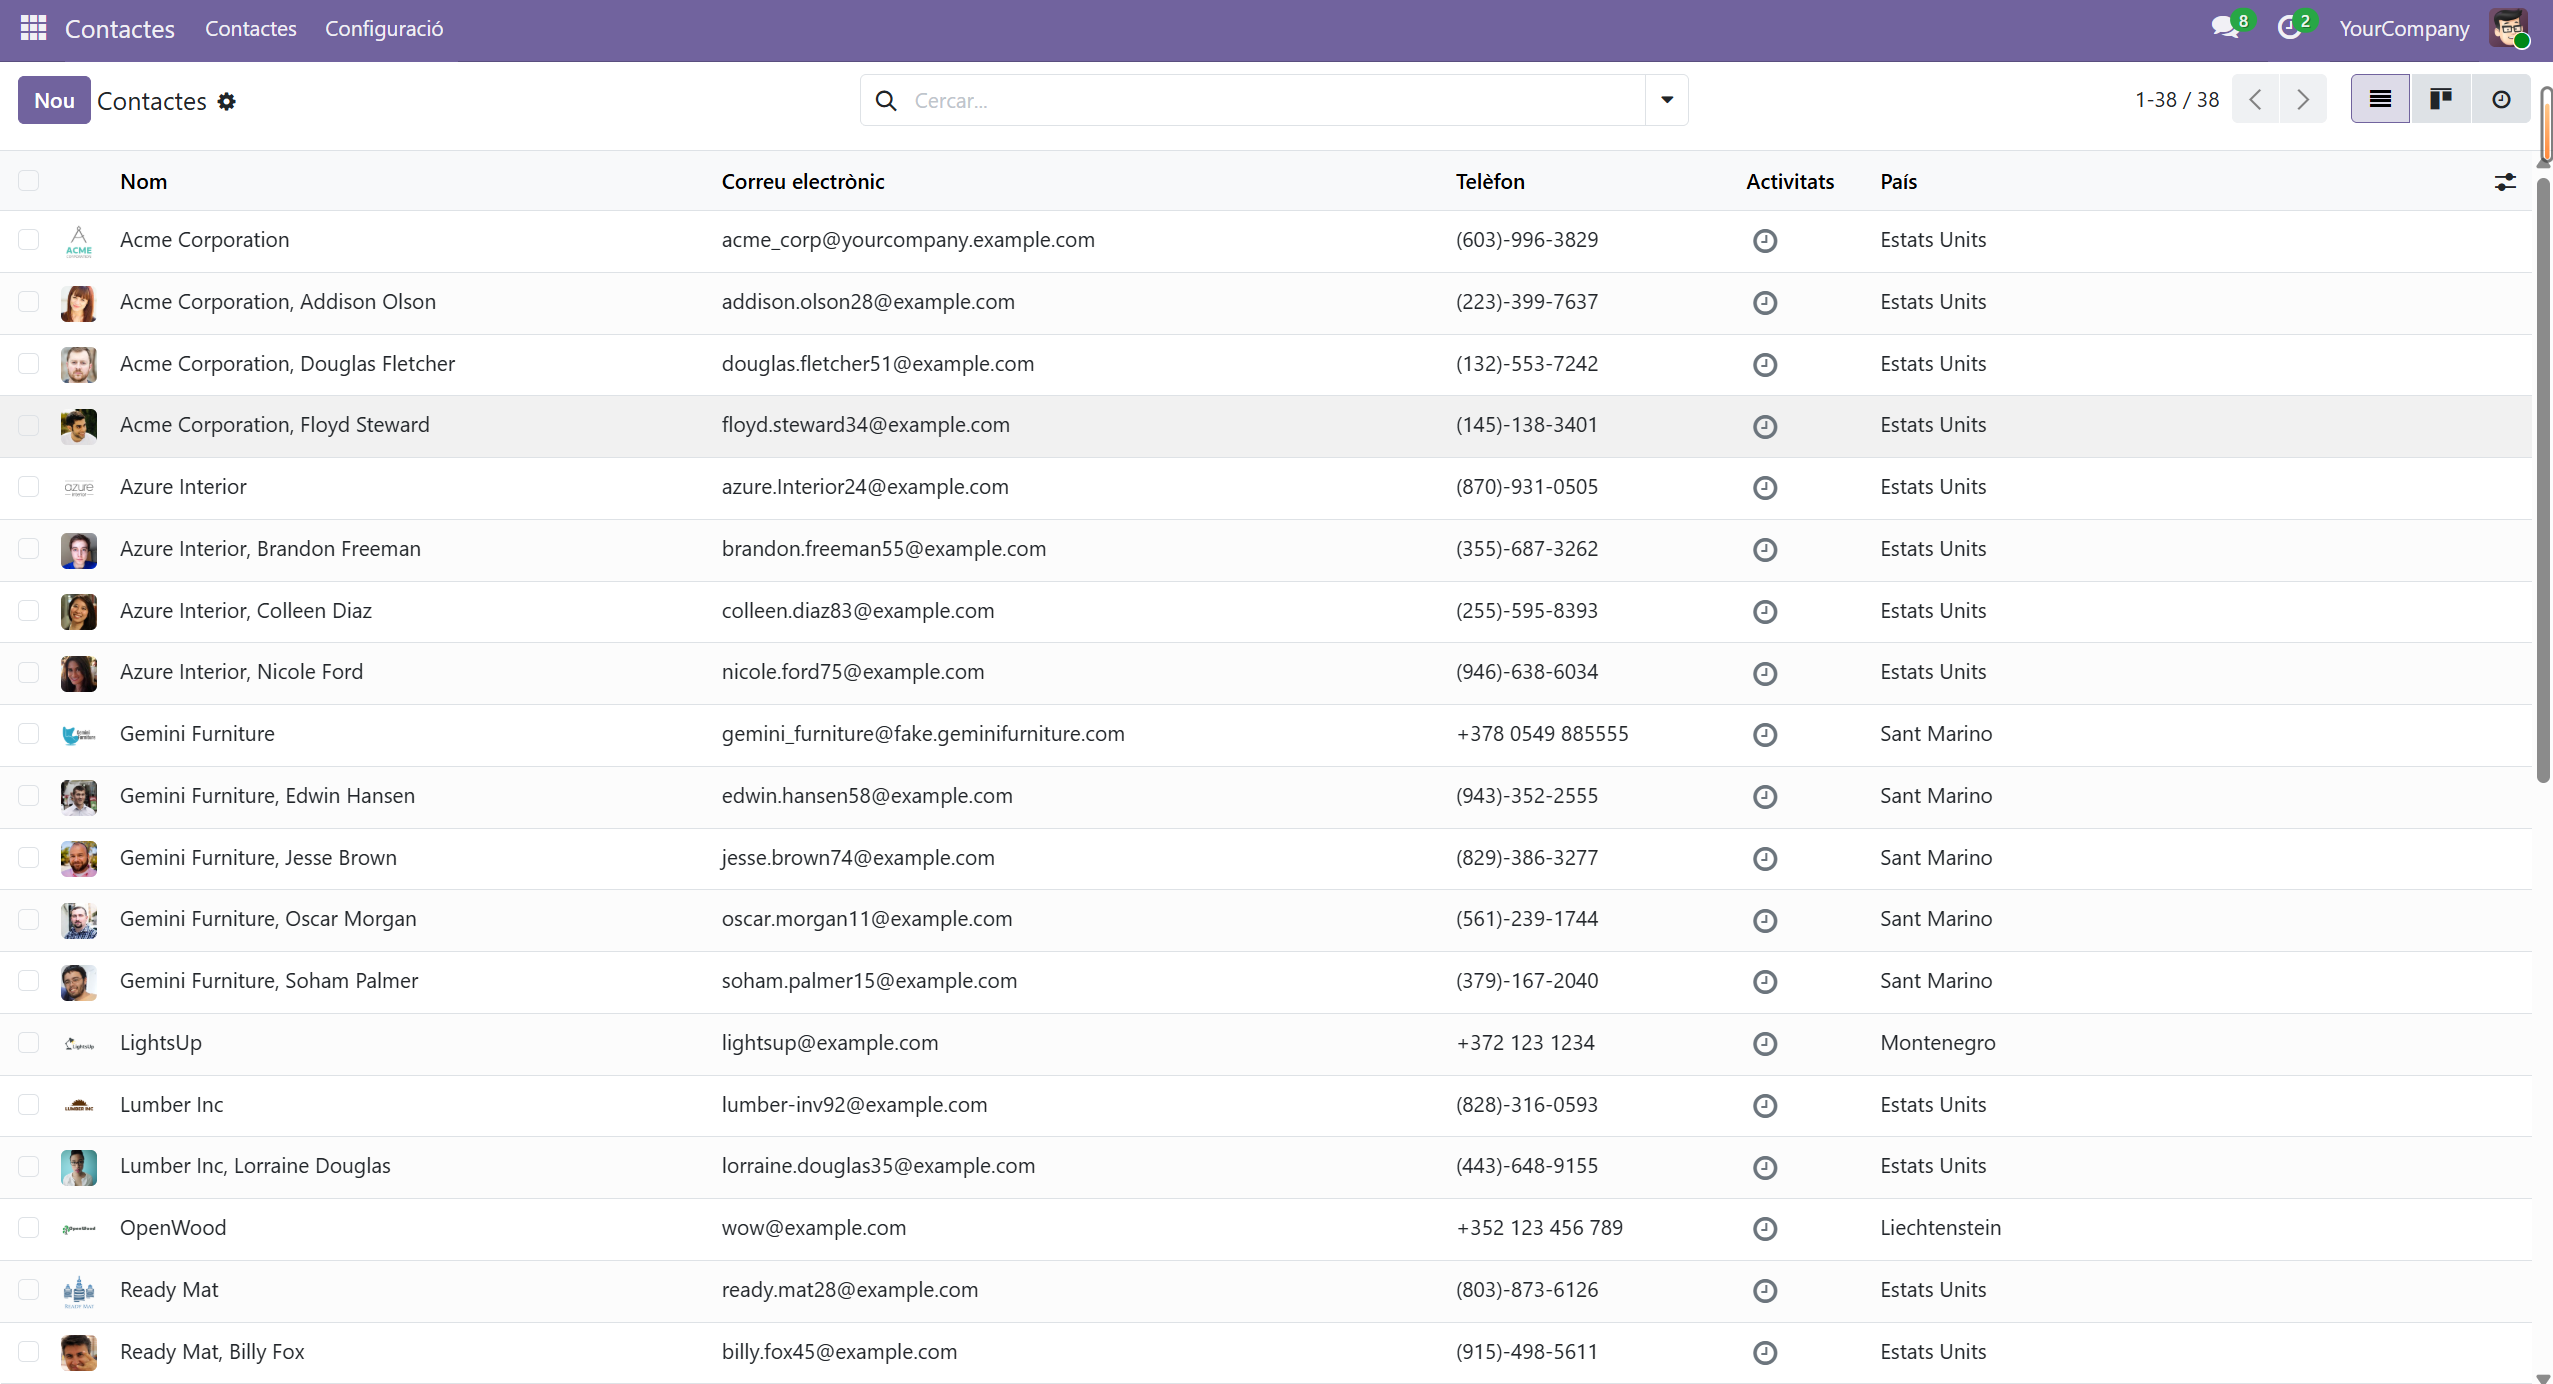 Contactes Contactes Configuració 8 2 YourCompany
Nou Contactes Cercar... 1-38 / 38
Nom Correu electrònic Telèfon Activitats País
ACME Acme Corporation acme_corp@yourcompany.example.com (603)-996-3829 Estats Units
Acme Corporation, Addison Olson addison.olson28@example.com (223)-399-7637 Estats Units
Acme Corporation, Douglas Fletcher douglas.fletcher51@example.com (132)-553-7242 Estats Units
Acme Corporation, Floyd Steward floyd.steward34@example.com (145)-138-3401 Estats Units
azure interior Azure Interior azure.Interior24@example.com (870)-931-0505 Estats Units
Azure Interior, Brandon Freeman brandon.freeman55@example.com (355)-687-3262 Estats Units
Azure Interior, Colleen Diaz colleen.diaz83@example.com (255)-595-8393 Estats Units
Azure Interior, Nicole Ford nicole.ford75@example.com (946)-638-6034 Estats Units
Gemini Furniture Gemini Furniture gemini_furniture@fake.geminifurniture.com +378 0549 885555 Sant Marino
Gemini Furniture, Edwin Hansen edwin.hansen58@example.com (943)-352-2555 Sant Marino
Gemini Furniture, Jesse Brown jesse.brown74@example.com (829)-386-3277 Sant Marino
Gemini Furniture, Oscar Morgan oscar.morgan11@example.com (561)-239-1744 Sant Marino
Gemini Furniture, Soham Palmer soham.palmer15@example.com (379)-167-2040 Sant Marino
LightsUp LightsUp lightsup@example.com +372 123 1234 Montenegro
LUMBER INC Lumber Inc lumber-inv92@example.com (828)-316-0593 Estats Units
Lumber Inc, Lorraine Douglas lorraine.douglas35@example.com (443)-648-9155 Estats Units
OpenWood OpenWood wow@example.com +352 123 456 789 Liechtenstein
READY MAT Ready Mat ready.mat28@example.com (803)-873-6126 Estats Units
Ready Mat, Billy Fox billy.fox45@example.com (915)-498-5611 Estats Units